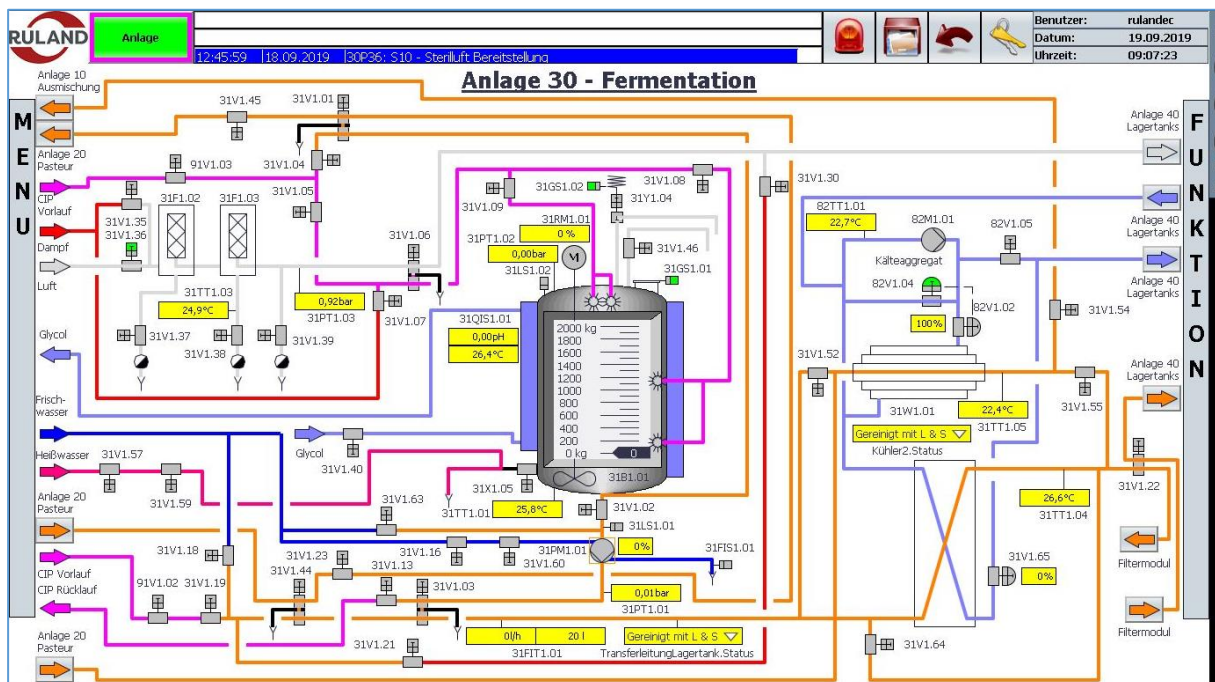 RULAND
Anlage
12:45:59 18.09.2019 30P36: S10 - Sterilluft Bereitstellung
Benutzer: rulandec
Datum: 19.09.2019
Uhrzeit: 09:07:23
Anlage 30 - Fermentation
MENU
FUNKTION
Anlage 10
Ausmischung
Anlage 20
Pasteur
CIP
Vorlauf
Dampf
Luft
Glycol
Frisch-
wasser
Heißwasser
Anlage 20
Pasteur
CIP Vorlauf
CIP Rücklauf
Anlage 20
Pasteur
31V1.45
31V1.01
91V1.03
31V1.04
31V1.35
31V1.36
31F1.02
31F1.03
31V1.05
31V1.06
31TT1.03
24,9°C
0,92bar
31PT1.03
31V1.07
31V1.37
31V1.38
31V1.39
31V1.09
31GS1.02
31Y1.04
31V1.08
31RM1.01
0 %
31PT1.02
0,00bar
M
31V1.46
31LS1.02
31GS1.01
31QIS1.01
0,00pH
26,4°C
2000 kg
1800
1600
1400
1200
1000
800
600
400
200
0 kg
0
31B1.01
Glycol
31V1.40
31V1.57
31V1.59
31X1.05
31TT1.01
25,8°C
31V1.02
31LS1.01
31V1.63
31PM1.01
0%
31FIS1.01
31V1.18
31V1.23
31V1.16
31V1.60
31V1.44
31V1.13
31V1.03
91V1.02
31V1.19
0,01bar
31PT1.01
0l/h
20 l
31FIT1.01
Gereinigt mit L & S
TransferleitungLagertank.Status
31V1.21
31V1.30
82TT1.01
22,7°C
82M1.01
82V1.05
Kälteaggregat
82V1.04
82V1.02
100%
31V1.54
31V1.52
31W1.01
22,4°C
31TT1.05
31V1.55
Gereinigt mit L & S
Kühler2.Status
26,6°C
31TT1.04
31V1.22
31V1.65
0%
31V1.64
Anlage 40
Lagertanks
Anlage 40
Lagertanks
Anlage 40
Lagertanks
Anlage 40
Lagertanks
Filtermodul
Filtermodul